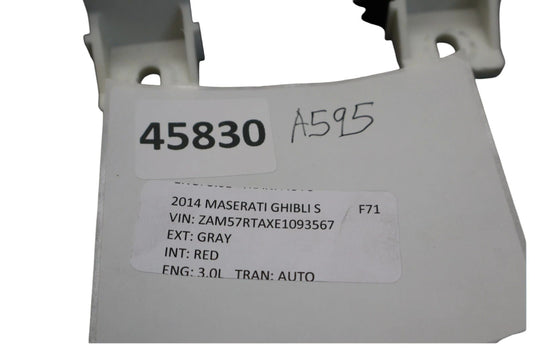 45830 A595
2014 MASERATI GHIBLI S F71
VIN: ZAM57RTAXE1093567
EXT: GRAY
INT: RED
ENG: 3.0L TRAN: AUTO